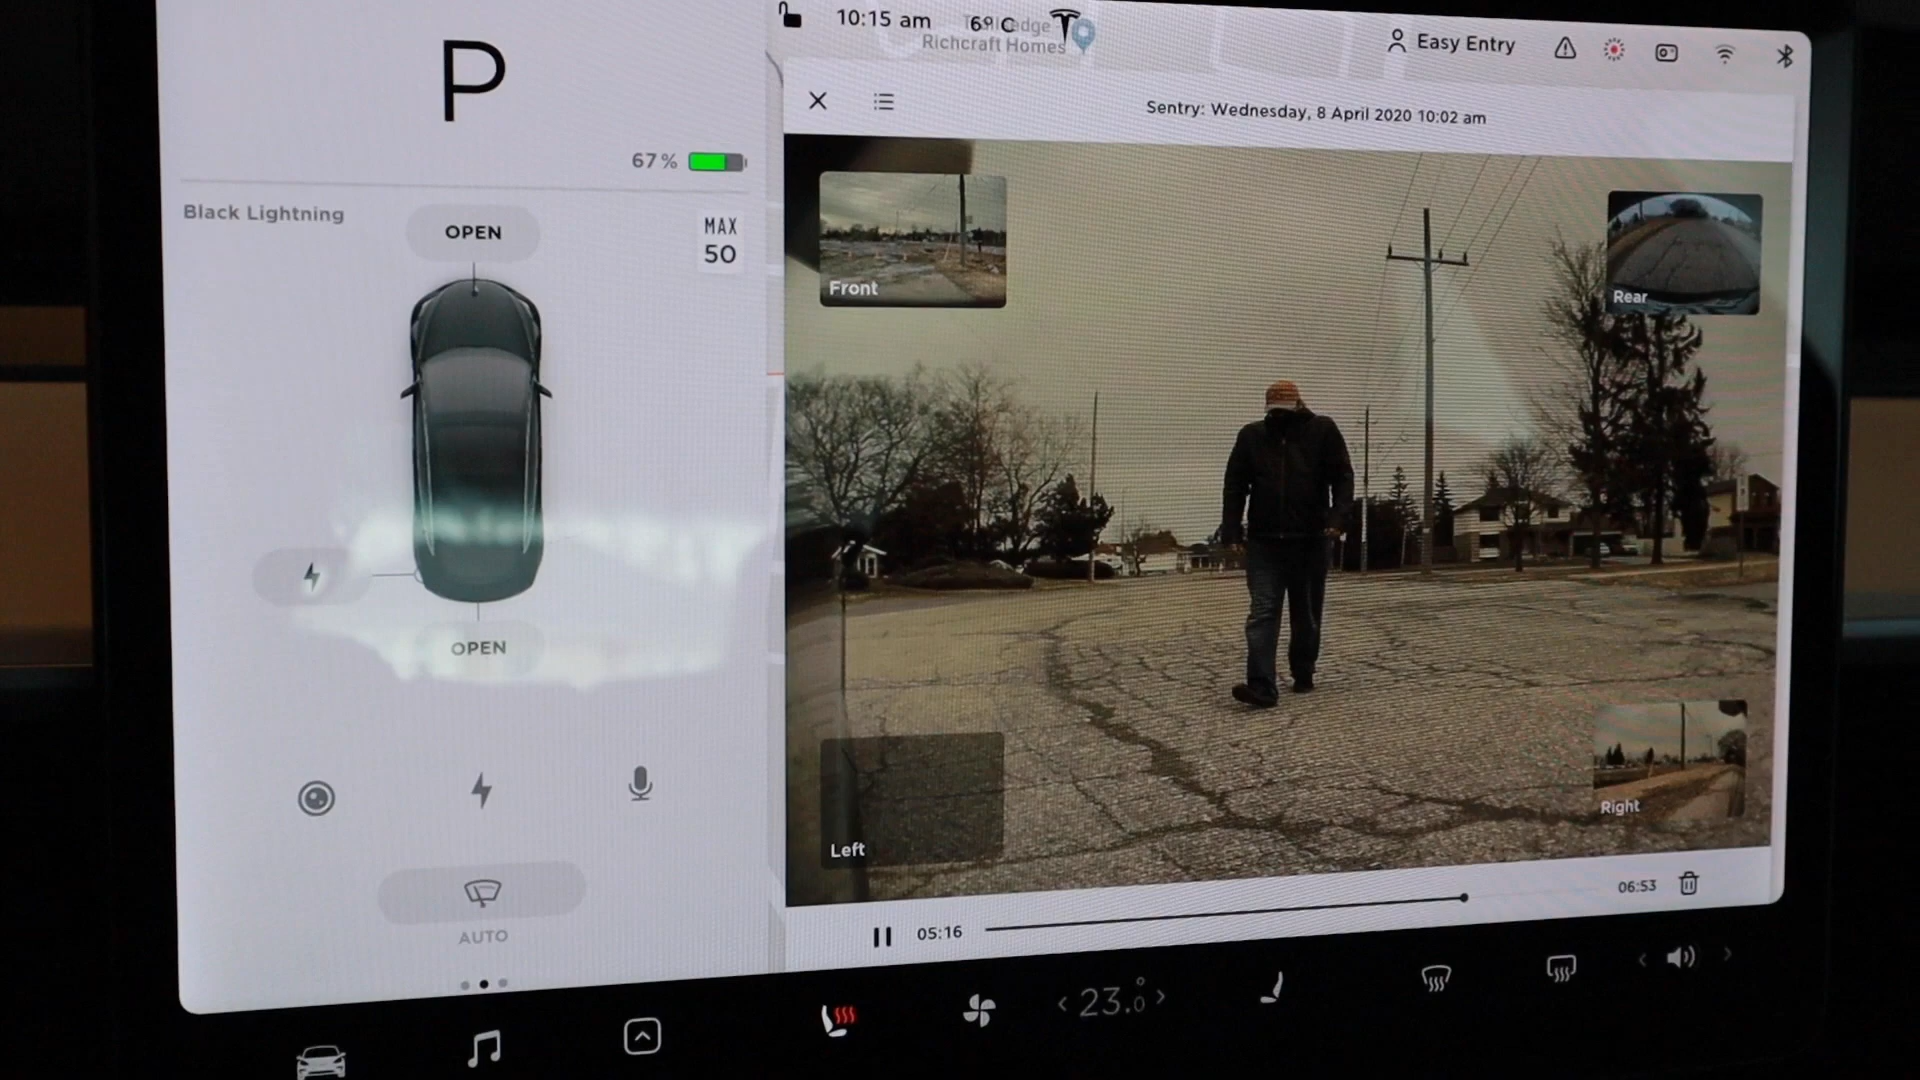 P
67%
Black Lightning
OPEN
MAX
50
OPEN
AUTO
10:15 am
6°C
Richcraft Homes
Easy Entry
Sentry: Wednesday, 8 April 2020 10:02 am
Front
Rear
Left
Right
05:16
06:53
23.0°